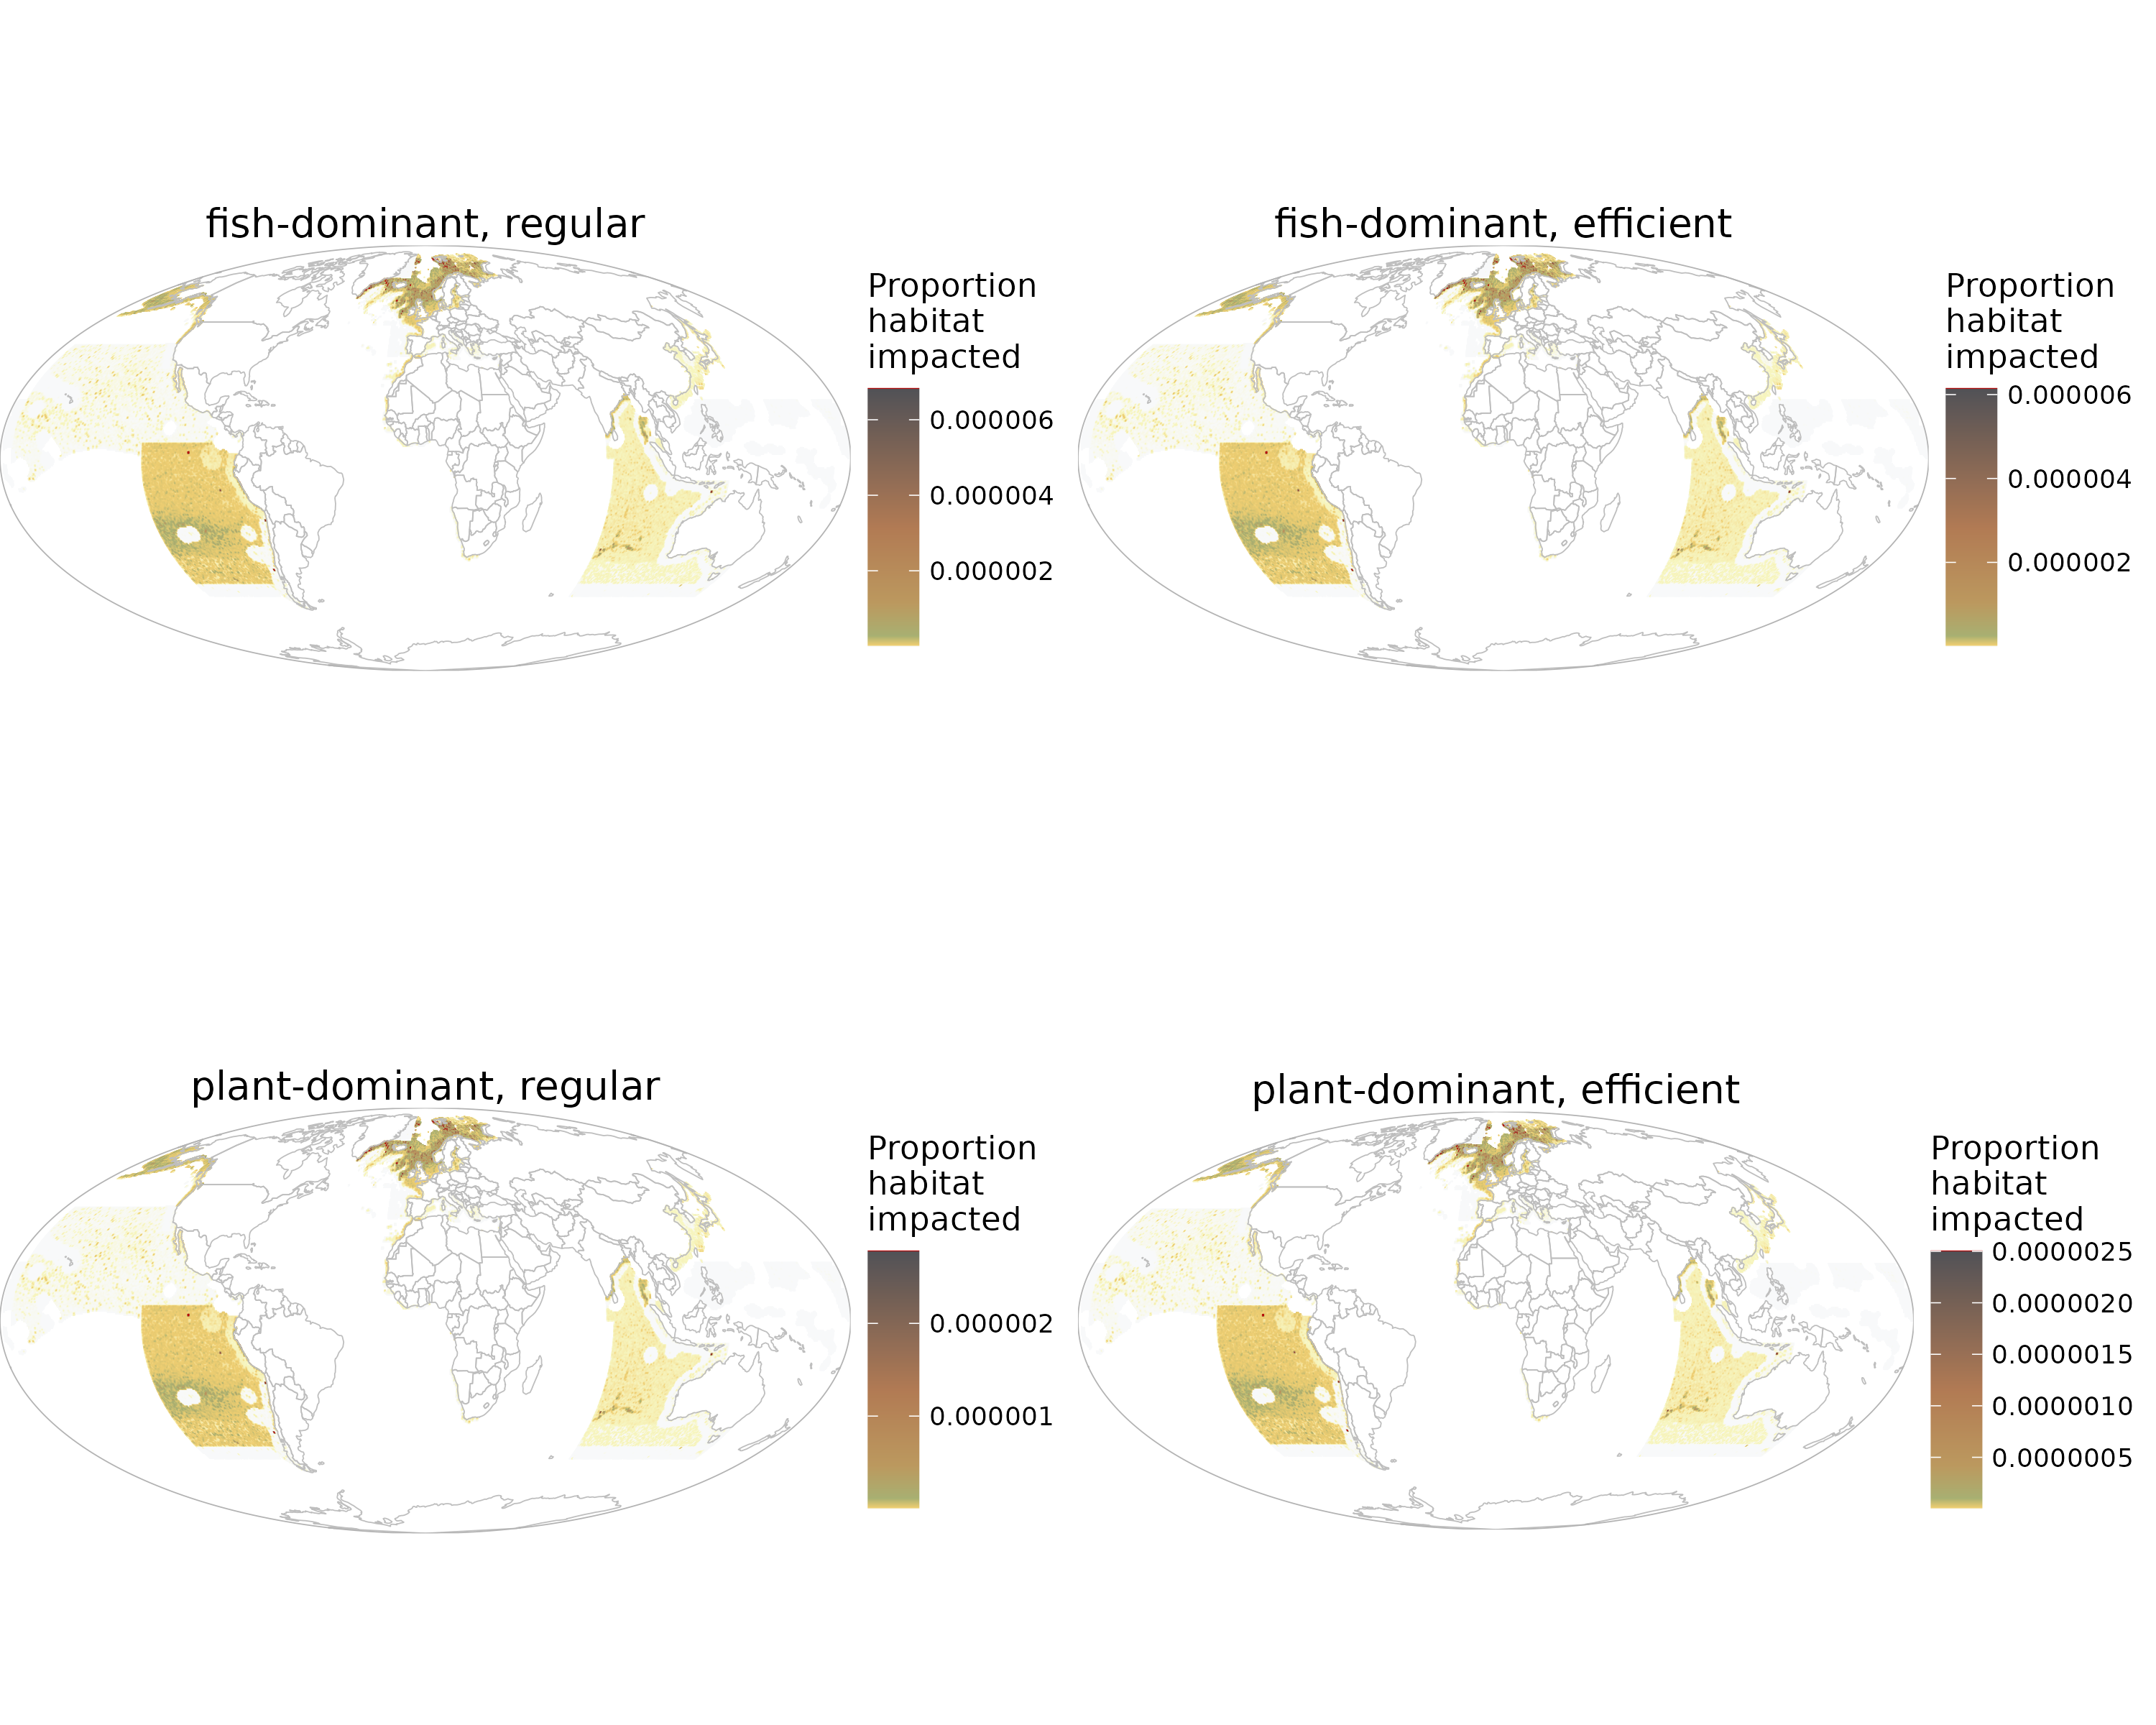 fish-dominant, regular
Proportion
habitat
impacted
0.000006
0.000004
0.000002
fish-dominant, efficient
Proportion
habitat
impacted
0.000006
0.000004
0.000002
plant-dominant, regular
Proportion
habitat
impacted
0.000002
0.000001
plant-dominant, efficient
Proportion
habitat
impacted
0.0000025
0.0000020
0.0000015
0.0000010
0.0000005